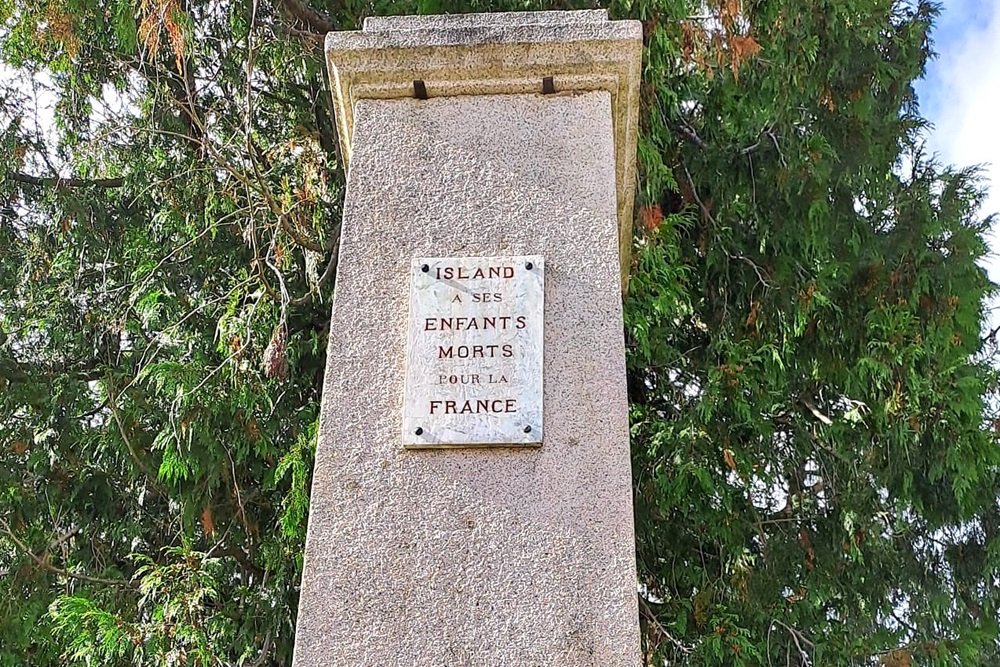 ISLAND
A SES
ENFANTS
MORTS
POUR LA
FRANCE